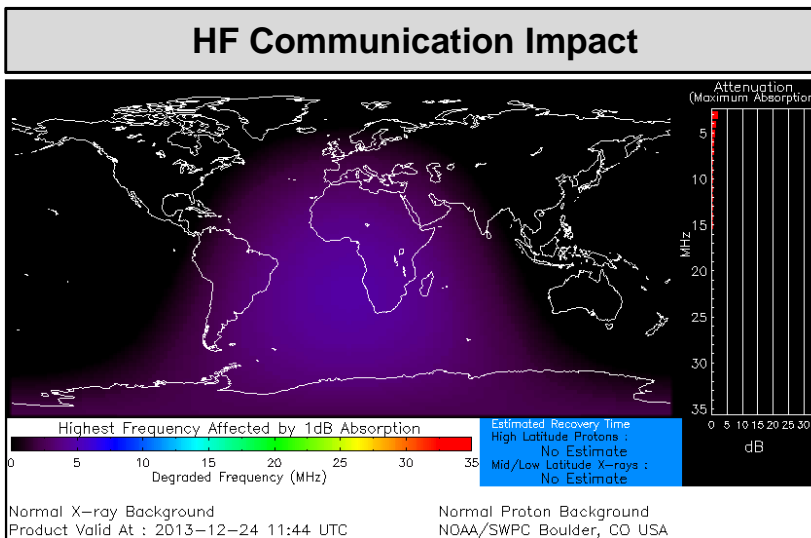 HF Communication Impact
Attenuation
(Maximum Absorption
5
10
15
20
25
30
35
MHz
0 5 10 15 20 25 30
dB
Highest Frequency Affected by 1dB Absorption
0 5 10 15 20 25 30 35
Degraded Frequency (MHz)
Estimated Recovery Time
High Latitude Protons :
No Estimate
Mid/Low Latitude X-rays :
No Estimate
Normal X-ray Background
Normal Proton Background
Product Valid At : 2013-12-24 11:44 UTC
NOAA/SWPC Boulder, CO USA